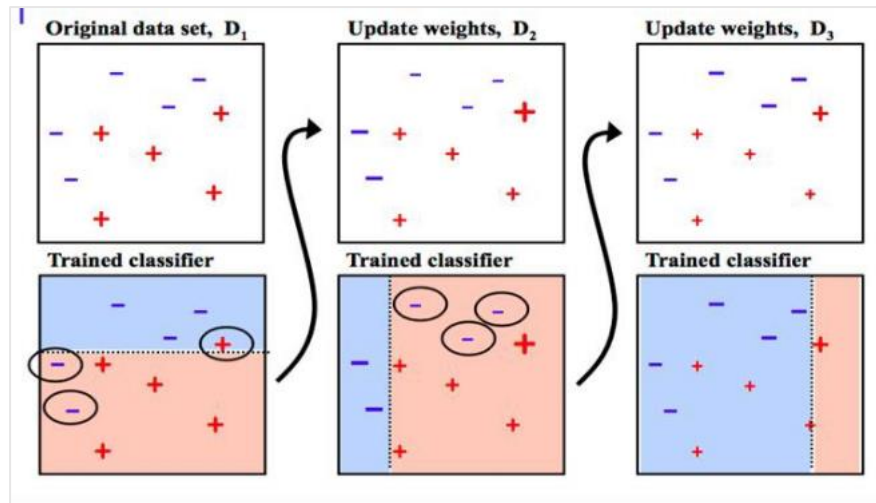 Original data set, D1
Update weights, D2
Update weights, D3
Trained classifier
Trained classifier
Trained classifier